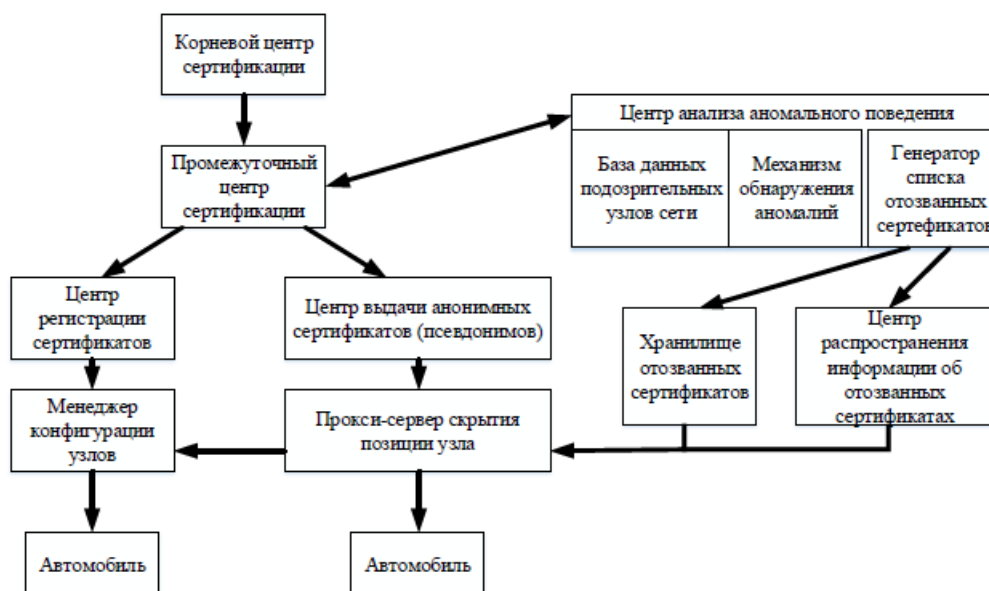 Корневой центр
сертификации
Центр анализа аномального поведения
Промежуточный
центр
сертификации
База данных
подозрительных
узлов сети
Механизм
обнаружения
аномалий
Генератор
списка
отозванных
сертефикатов
Центр
регистрации
сертификатов
Центр выдачи анонимных
сертификатов (псевдонимов)
Хранилище
отозванных
сертификатов
Центр
распространения
информации об
отозванных
сертификатах
Менеджер
конфигурации
узлов
Прокси-сервер скрытия
позиции узла
Автомобиль
Автомобиль